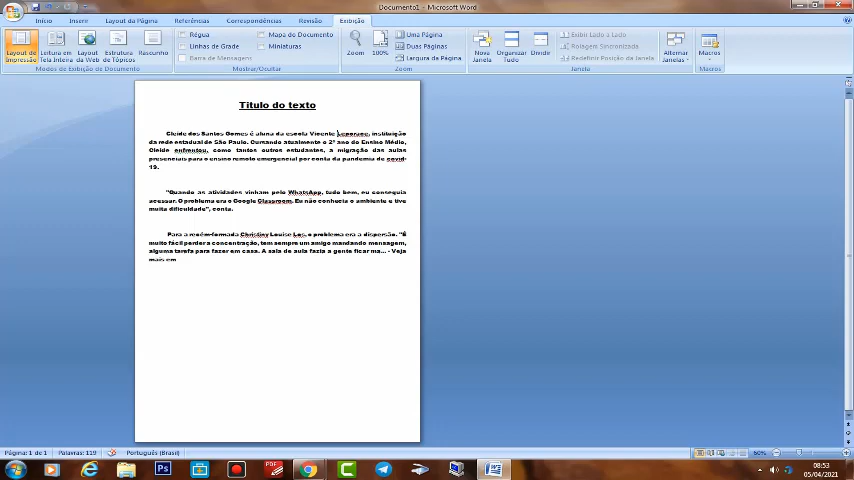 Documento1 - Microsoft Word
Início Inserir Layout da Página Referências Correspondências Revisão Exibição
Layout de Impressão Leitura em Tela Inteira Layout da Web Estrutura de Tópicos Rascunho
Modos de Exibição de Documento
Régua Mapa do Documento
Linhas de Grade Miniaturas
Barra de Mensagens
Mostrar/Ocultar
Zoom 100% Uma Página
Duas Páginas
Largura da Página
Zoom
Nova Janela Organizar Tudo Dividir
Exibir Lado a Lado
Rolagem Sincronizada
Redefinir Posição da Janela
Alternar Janelas
Janela
Macros
Macros
Titulo do texto
Cleide dos Santos Gomes é aluna da escola Vicente Leporace, instituição
da rede estadual de São Paulo. Cursando atualmente o 2º ano do Ensino Médio,
Cleide enfrentou, como tantos outros estudantes, a migração das aulas
presenciais para o ensino remoto emergencial por conta da pandemia de covid-
19.
"Quando as atividades vinham pelo WhatsApp, tudo bem, eu conseguia
acessar. O problema era o Google Classroom. Eu não conhecia o ambiente e tive
muita dificuldade", conta.
Para a recém-formada Christiny Louise Los, o problema era a dispersão. "É
muito fácil perder a concentração, tem sempre um amigo mandando mensagem,
alguma tarefa para fazer em casa. A sala de aula fazia a gente ficar ma... - Veja
mais em
Página: 1 de 1 Palavras: 119 Português (Brasil) 60%
08:53
05/04/2021